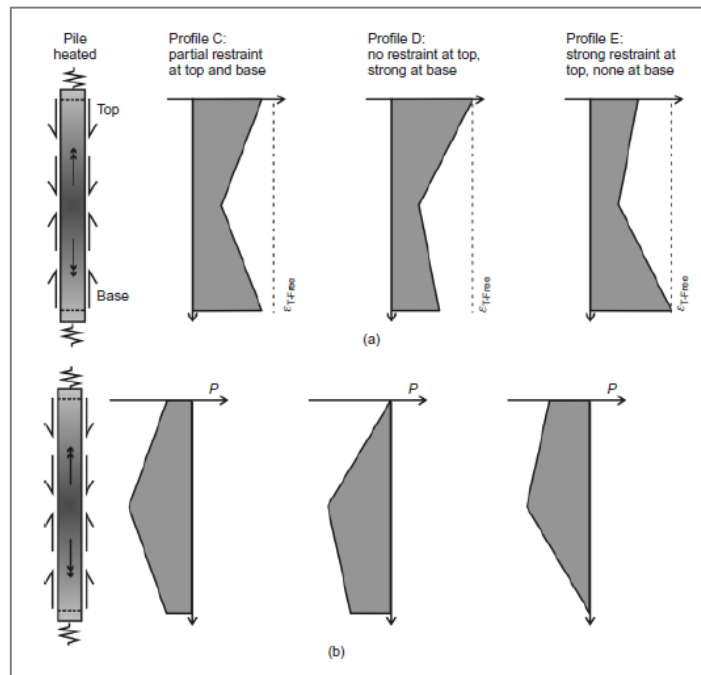 Pile
heated
Profile C:
partial restraint
at top and base
Profile D:
no restraint at top,
strong at base
Profile E:
strong restraint at
top, none at base
Top
Base
εT-Free
εT-Free
εT-Free
(a)
P
P
P
(b)